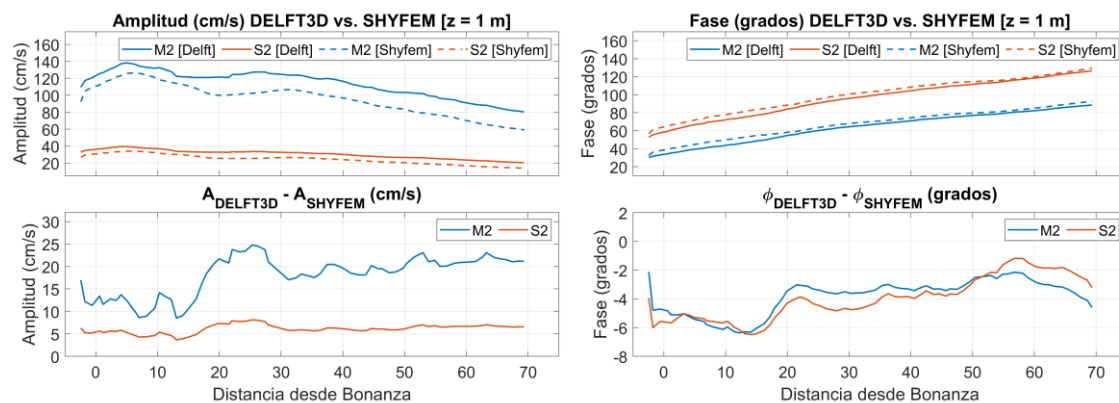 Amplitud (cm/s) DELFT3D vs. SHYFEM [z = 1 m]
M2 [Delft] S2 [Delft] M2 [Shyfem] S2 [Shyfem]
Amplitud (cm/s)
160
140
120
100
80
60
40
20
Fase (grados) DELFT3D vs. SHYFEM [z = 1 m]
M2 [Delft] S2 [Delft] M2 [Shyfem] S2 [Shyfem]
Fase (grados)
160
140
120
100
80
60
40
20
A_DELFT3D - A_SHYFEM (cm/s)
M2 S2
Amplitud (cm/s)
30
25
20
15
10
5
0
0 10 20 30 40 50 60 70
Distancia desde Bonanza
ϕ_DELFT3D - ϕ_SHYFEM (grados)
M2 S2
Fase (grados)
2
0
-2
-4
-6
-8
0 10 20 30 40 50 60 70
Distancia desde Bonanza